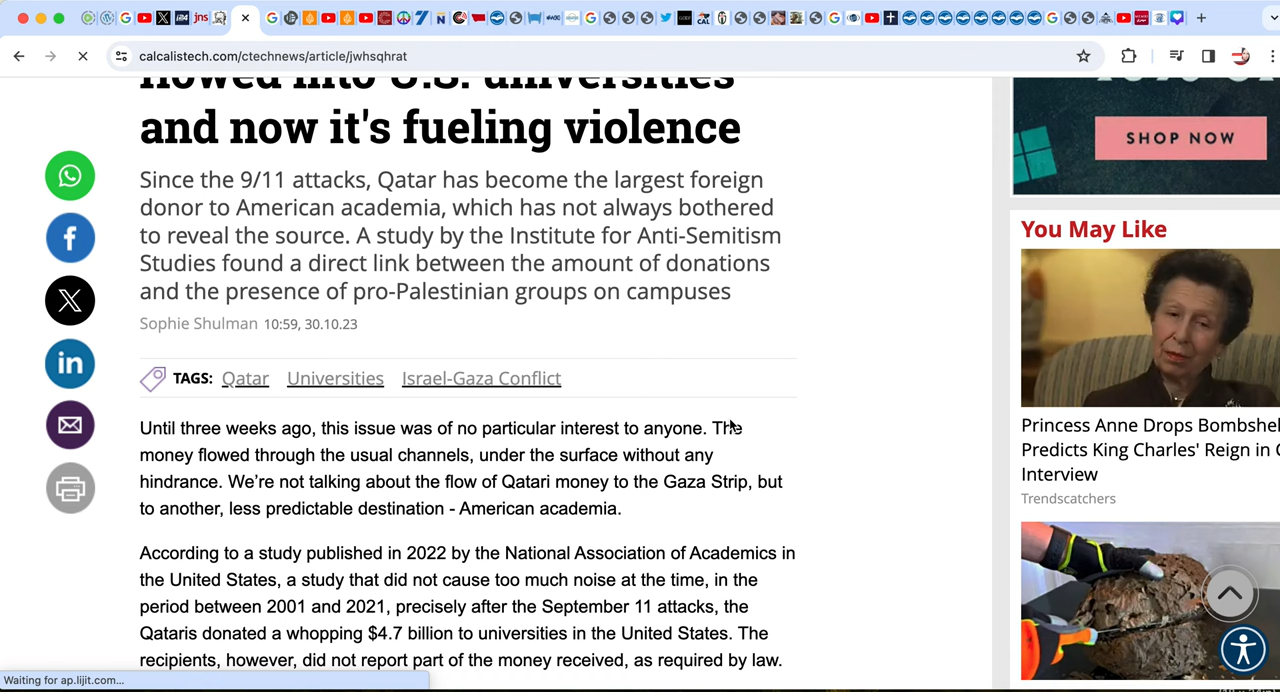 calcalistech.com/ctechnews/article/jwhsqhrat
flowed into U.S. universities
and now it's fueling violence
Since the 9/11 attacks, Qatar has become the largest foreign
donor to American academia, which has not always bothered
to reveal the source. A study by the Institute for Anti-Semitism
Studies found a direct link between the amount of donations
and the presence of pro-Palestinian groups on campuses
Sophie Shulman 10:59, 30.10.23
TAGS: Qatar Universities Israel-Gaza Conflict
Until three weeks ago, this issue was of no particular interest to anyone. The
money flowed through the usual channels, under the surface without any
hindrance. We're not talking about the flow of Qatari money to the Gaza Strip, but
to another, less predictable destination - American academia.
According to a study published in 2022 by the National Association of Academics in
the United States, a study that did not cause too much noise at the time, in the
period between 2001 and 2021, precisely after the September 11 attacks, the
Qataris donated a whopping $4.7 billion to universities in the United States. The
recipients, however, did not report part of the money received, as required by law.
SHOP NOW
You May Like
Princess Anne Drops Bombshel
Predicts King Charles' Reign in
Interview
Trendscatchers
Waiting for ap.lijit.com...